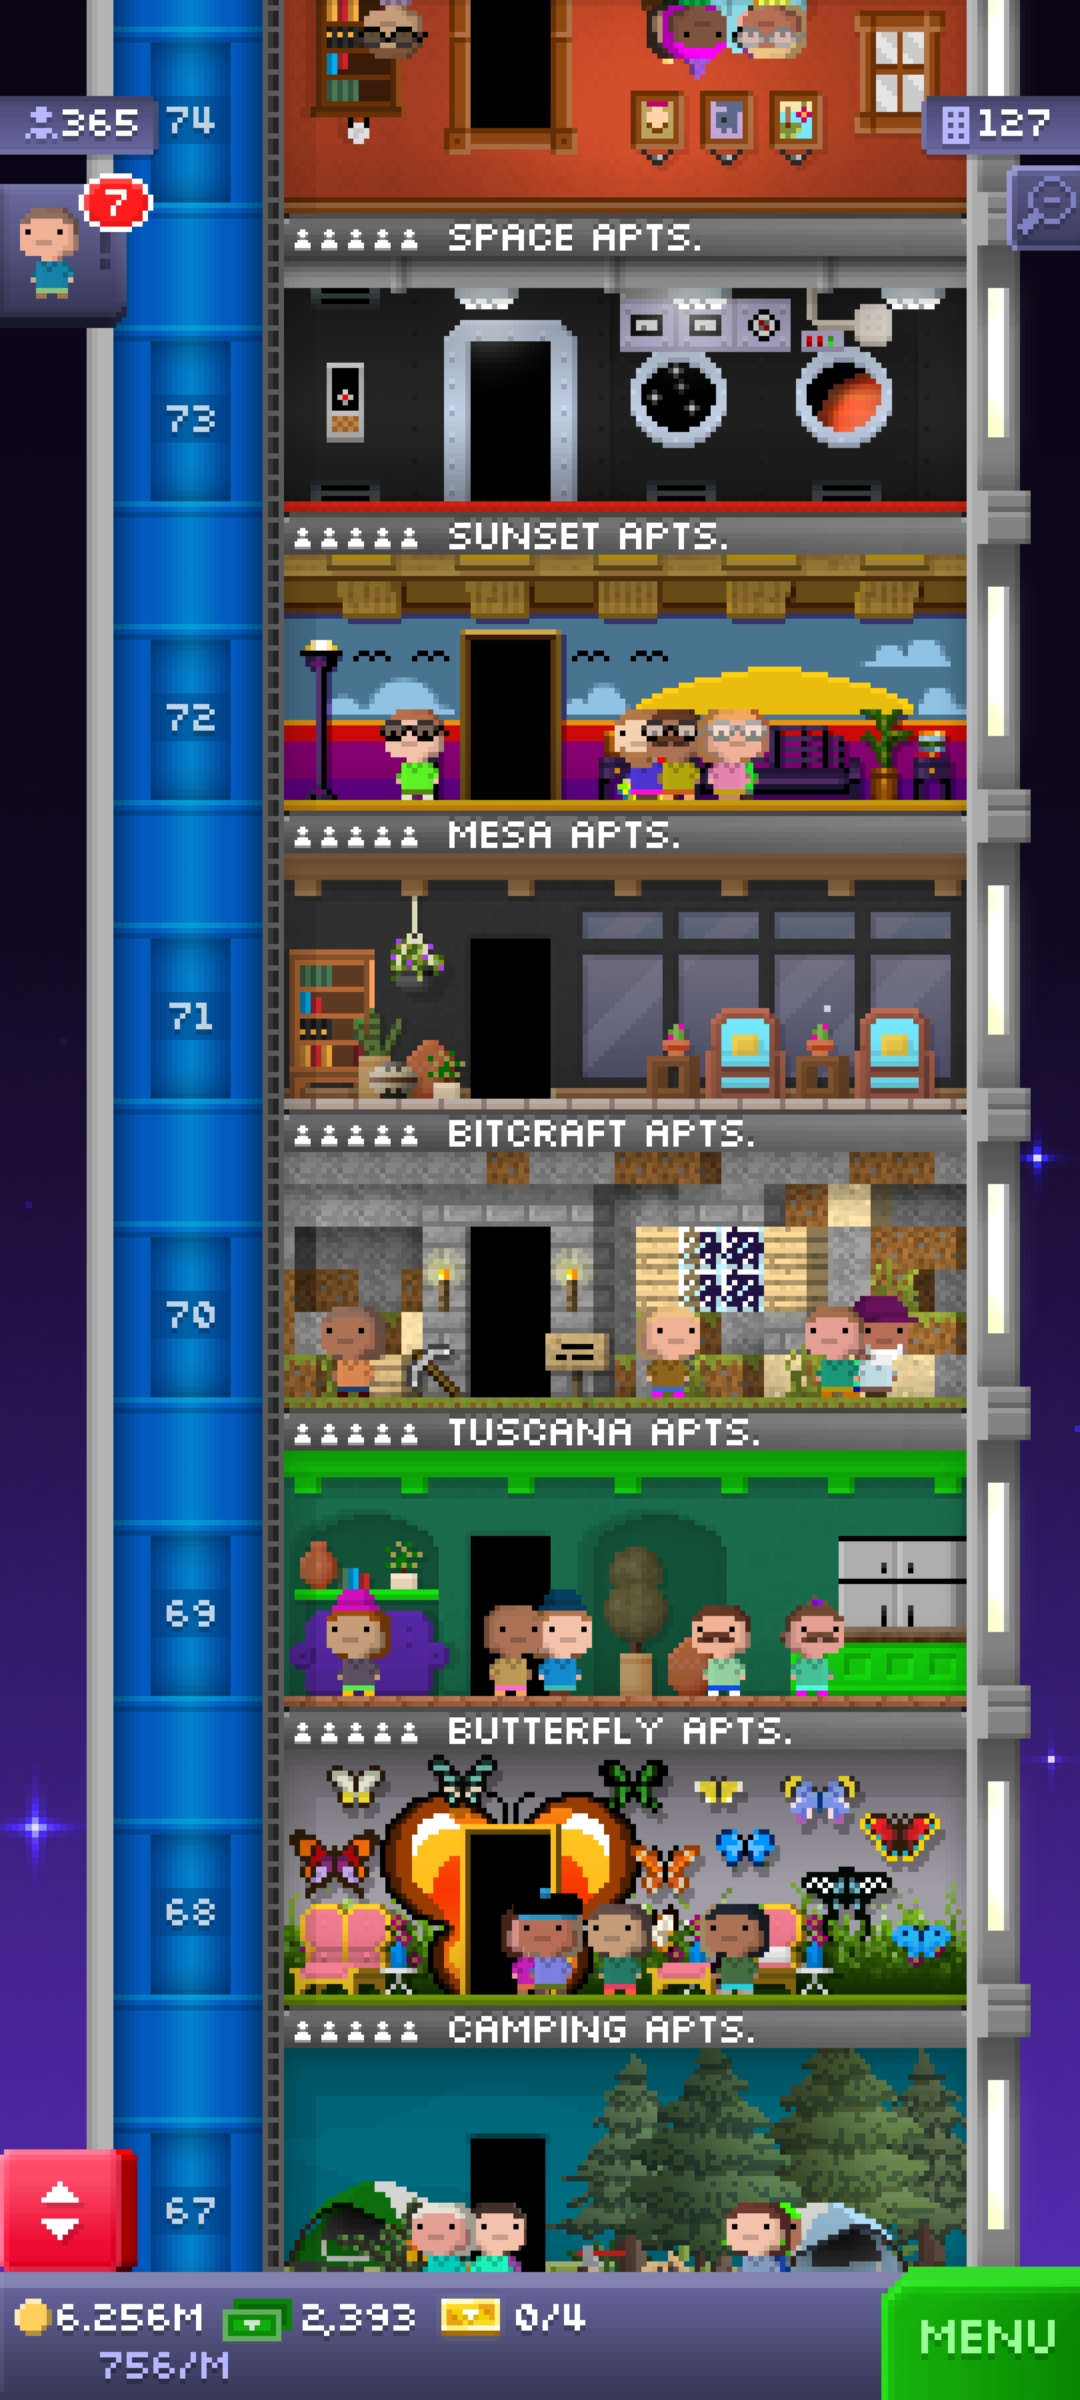 74
365
127
7
SPACE APTS.
73
SUNSET APTS.
72
MESA APTS.
71
BITCRAFT APTS.
70
TUSCANA APTS.
69
BUTTERFLY APTS.
68
CAMPING APTS.
67
6.256M 2,393 0/4
756/M
MENU